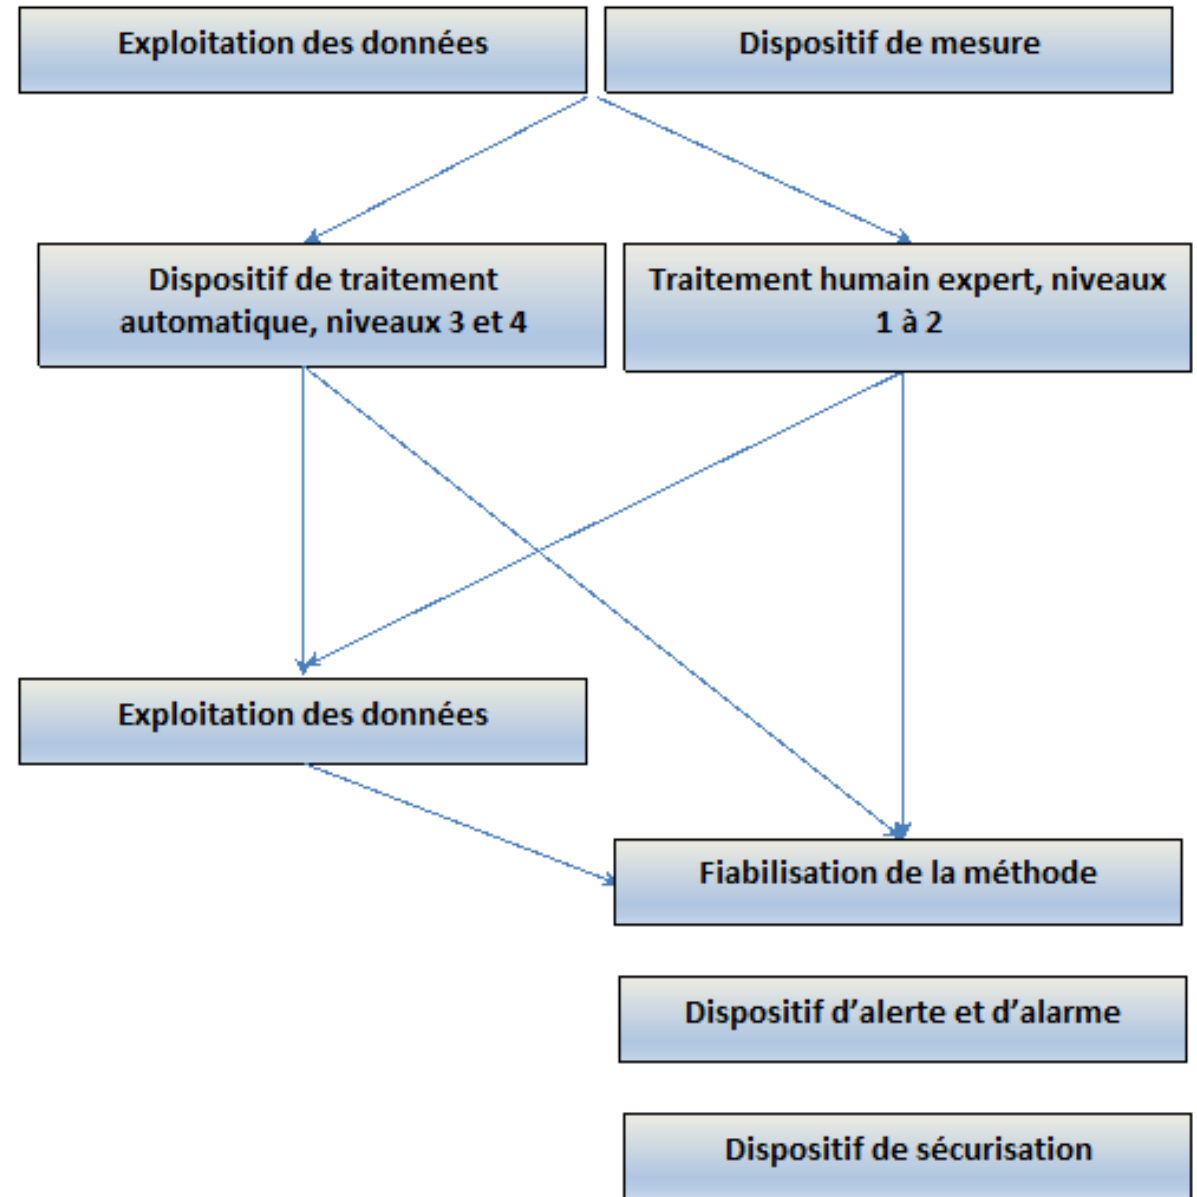 Exploitation des données
Dispositif de mesure
Dispositif de traitement
automatique, niveaux 3 et 4
Traitement humain expert, niveaux
1 à 2
Exploitation des données
Fiabilisation de la méthode
Dispositif d’alerte et d’alarme
Dispositif de sécurisation